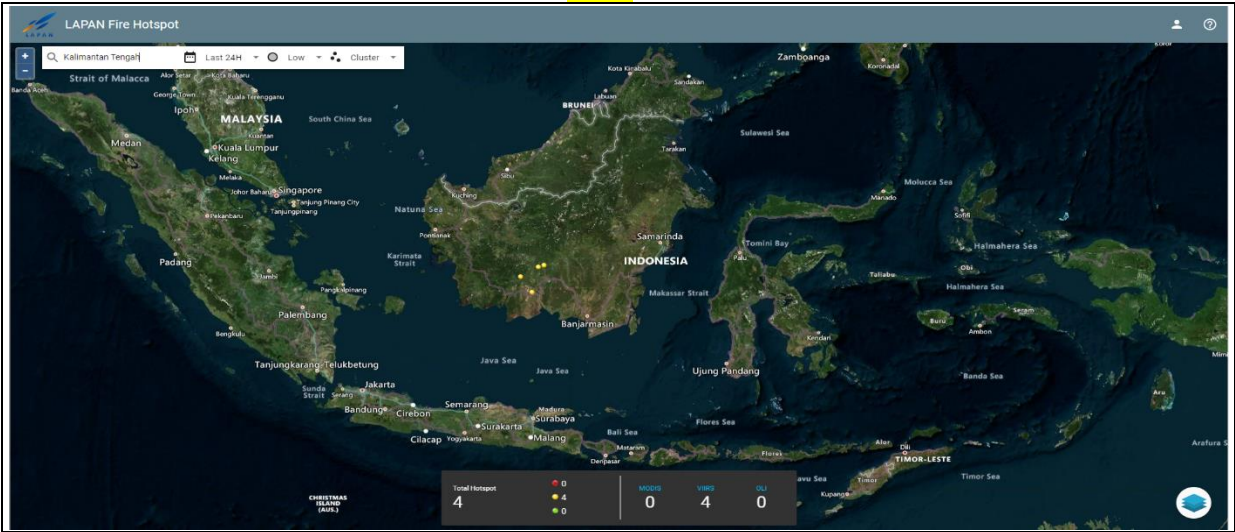 LAPAN
LAPAN Fire Hotspot
+
-
Kalimantan Tengah
Last 24H
Low
Cluster
Strait of Malacca
Banda Aceh
Alor Setar
Kota Baharu
George Town
Kuala Terengganu
Ipoh
MALAYSIA
Kuantan
Kuala Lumpur
Kelang
Medan
Melaka
Johor Baharu
Singapore
Tanjung Pinang City
Tanjungpinang
Pekanbaru
South China Sea
Natuna Sea
Kota Kinabalu
Sandakan
Labuan
BRUNEI
Tarakan
Sibu
Kuching
Pontianak
Karimata
Strait
Samarinda
INDONESIA
Makassar Strait
Banjarmasin
Zamboanga
Koronadal
Koror
Sulawesi Sea
Molucca Sea
Manado
Sofifi
Halmahera Sea
Tomini Bay
Palu
Obi
Taliabu
Halmahera Sea
Seram
Buru
Ambon
Kendari
Ujung Pandang
Banda Sea
Aru
Arafura S
Padang
Jambi
Pangkalpinang
Palembang
Bengkulu
Tanjungkarang-Telukbetung
Java Sea
Java Sea
Sunda
Strait
Serang
Jakarta
Bandung
Cirebon
Semarang
Madura
Surabaya
Surakarta
Cilacap
Yogyakarta
Malang
Bali Sea
Mataram
Denpasar
Flores Sea
Flores
Alor
Dili
TIMOR-LESTE
Timor
Timor Sea
Kupang
avu Sea
CHRISTMAS
ISLAND
(AUS.)
Total Hotspot
4
0
4
0
MODIS
0
VIIRS
4
OLI
0